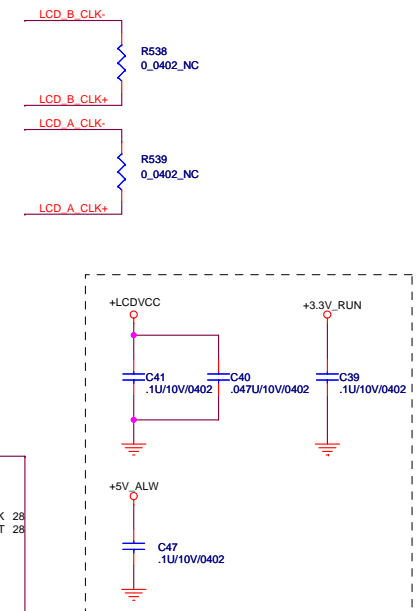 LCD_B_CLK-
R538
0_0402_NC
LCD_B_CLK+
LCD_A_CLK-
R539
0_0402_NC
LCD_A_CLK+
+LCDVCC
+3.3V_RUN
C41
.1U/10V/0402
C40
.047U/10V/0402
C39
.1U/10V/0402
+5V_ALW
K 28
T 28
C47
.1U/10V/0402